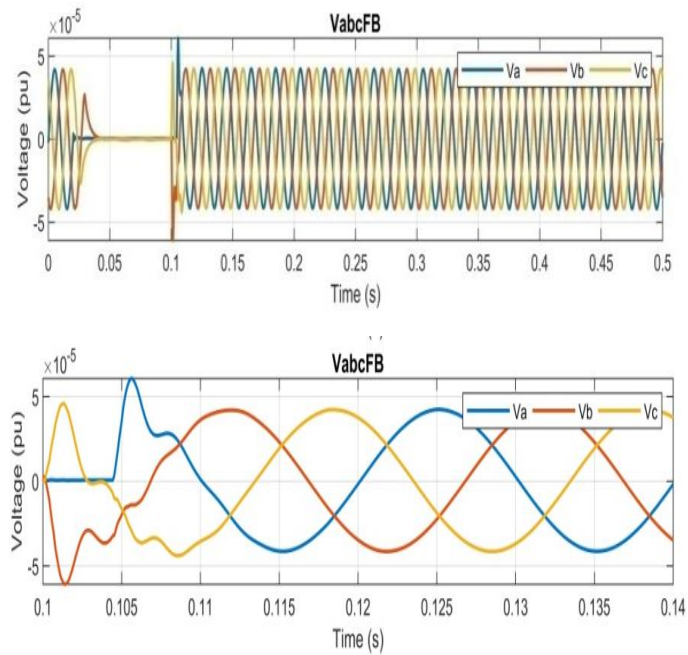 VabcFB
×10-5
Voltage (pu)
5
0
-5
Va Vb Vc
0 0.05 0.1 0.15 0.2 0.25 0.3 0.35 0.4 0.45 0.5
Time (s)
VabcFB
×10-5
Voltage (pu)
5
0
-5
Va Vb Vc
0.1 0.105 0.11 0.115 0.12 0.125 0.13 0.135 0.14
Time (s)